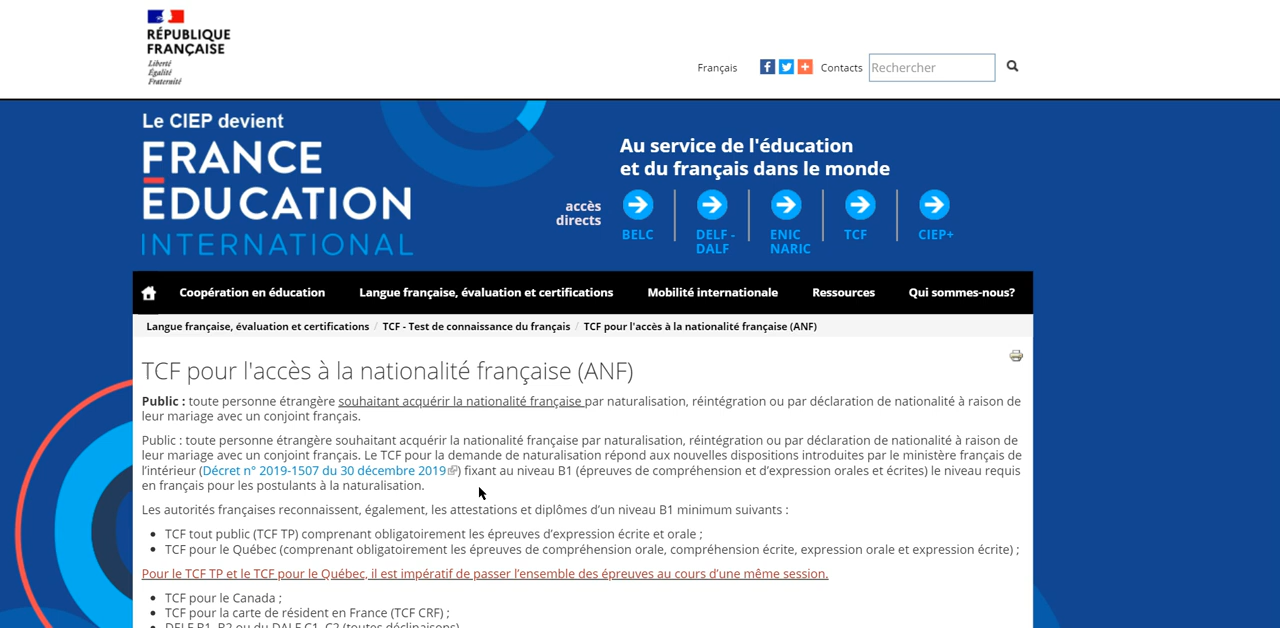 RÉPUBLIQUE
FRANÇAISE
Liberté
Égalité
Fraternité
Français
Contacts
Rechercher
Le CIEP devient
FRANCE
ÉDUCATION
INTERNATIONAL
Au service de l'éducation
et du français dans le monde
accès
directs
BELC
DELF -
DALF
ENIC
NARIC
TCF
CIEP+
Coopération en éducation Langue française, évaluation et certifications Mobilité internationale Ressources Qui sommes-nous?
Langue française, évaluation et certifications / TCF - Test de connaissance du français / TCF pour l'accès à la nationalité française (ANF)
TCF pour l'accès à la nationalité française (ANF)
Public : toute personne étrangère souhaitant acquérir la nationalité française par naturalisation, réintégration ou par déclaration de nationalité à raison de
leur mariage avec un conjoint français.
Public : toute personne étrangère souhaitant acquérir la nationalité française par naturalisation, réintégration ou par déclaration de nationalité à raison de
leur mariage avec un conjoint français. Le TCF pour la demande de naturalisation répond aux nouvelles dispositions introduites par le ministère français de
l'intérieur (Décret n° 2019-1507 du 30 décembre 2019) fixant au niveau B1 (épreuves de compréhension et d'expression orales et écrites) le niveau requis
en français pour les postulants à la naturalisation.
Les autorités françaises reconnaissent, également, les attestations et diplômes d'un niveau B1 minimum suivants :
• TCF tout public (TCF TP) comprenant obligatoirement les épreuves d'expression écrite et orale ;
• TCF pour le Québec (comprenant obligatoirement les épreuves de compréhension orale, compréhension écrite, expression orale et expression écrite) ;
Pour le TCF TP et le TCF pour le Québec, il est impératif de passer l'ensemble des épreuves au cours d'une même session.
• TCF pour le Canada ;
• TCF pour la carte de résident en France (TCF CRF) ;
• DELF B1, B2 ou du DALF C1, C2 (toutes déclinaisons)